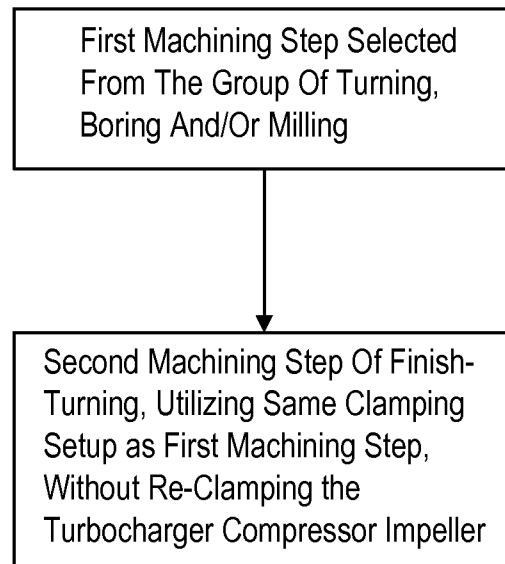 First Machining Step Selected
From The Group Of Turning,
Boring And/Or Milling
Second Machining Step Of Finish-
Turning, Utilizing Same Clamping
Setup as First Machining Step,
Without Re-Clamping the
Turbocharger Compressor Impeller